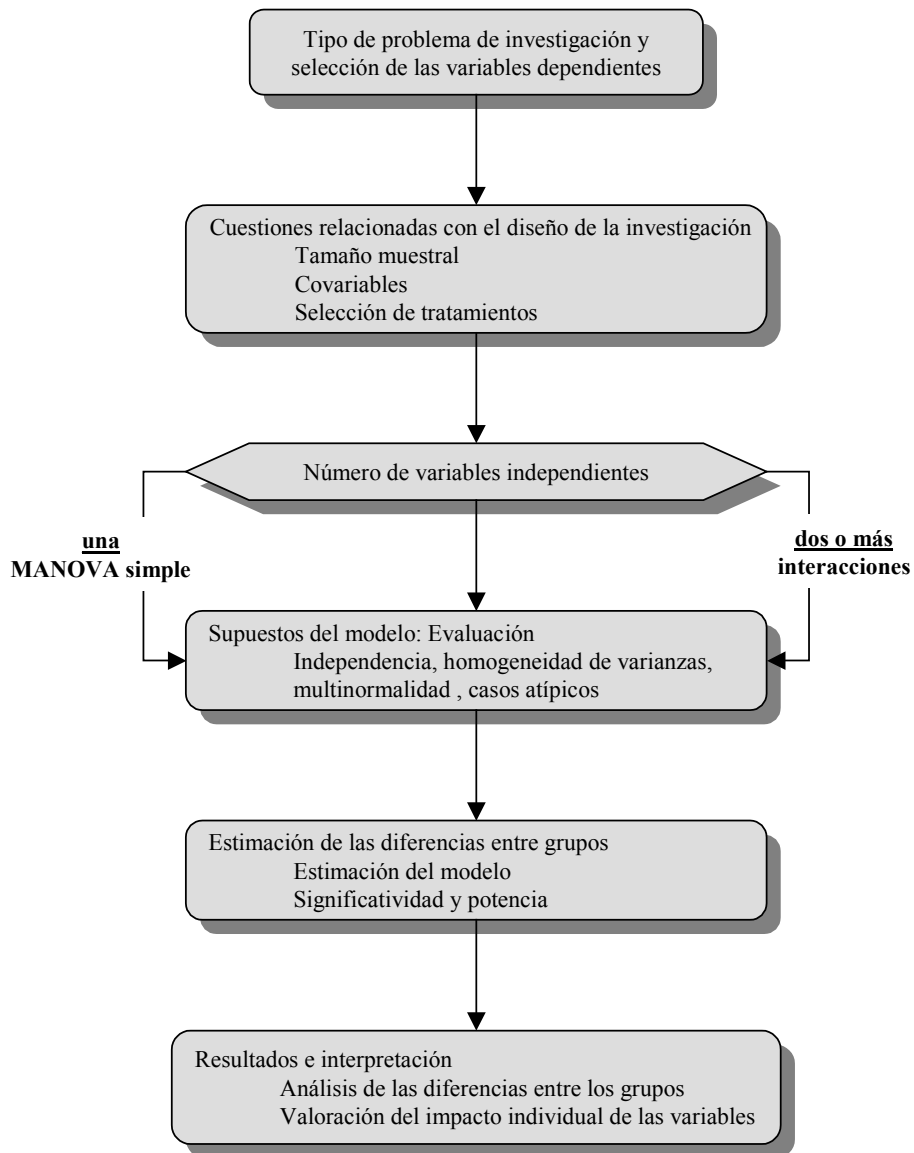 Tipo de problema de investigación y
selección de las variables dependientes
Cuestiones relacionadas con el diseño de la investigación
Tamaño muestral
Covariables
Selección de tratamientos
Número de variables independientes
una
MANOVA simple
dos o más
interacciones
Supuestos del modelo: Evaluación
Independencia, homogeneidad de varianzas,
multinormalidad , casos atípicos
Estimación de las diferencias entre grupos
Estimación del modelo
Significatividad y potencia
Resultados e interpretación
Análisis de las diferencias entre los grupos
Valoración del impacto individual de las variables